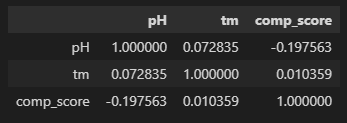 pH tm comp_score
pH 1.000000 0.072835 -0.197563
tm 0.072835 1.000000 0.010359
comp_score -0.197563 0.010359 1.000000